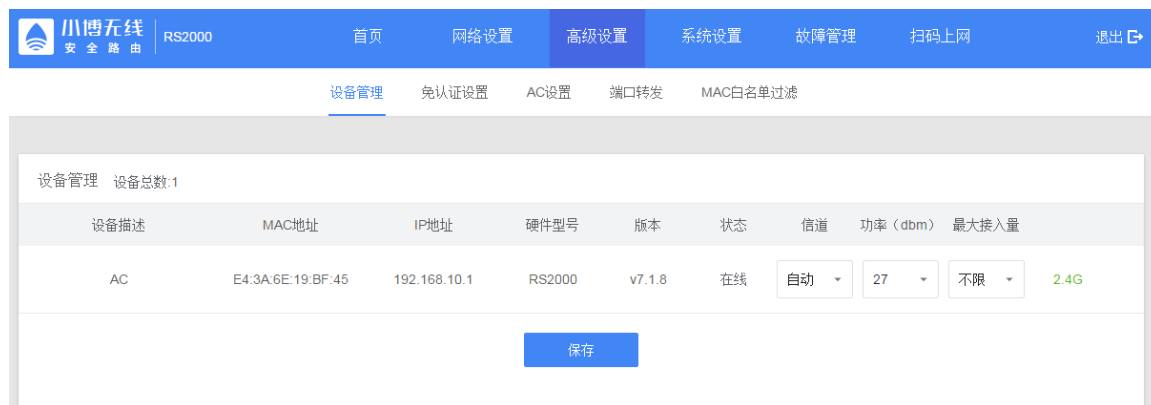 小博无线
安全路由
RS2000
首页 网络设置 高级设置 系统设置 故障管理 扫码上网 退出
设备管理 免认证设置 AC设置 端口转发 MAC白名单过滤
设备管理 设备总数:1
设备描述 MAC地址 IP地址 硬件型号 版本 状态 信道 功率（dbm） 最大接入量
AC E4:3A:6E:19:BF:45 192.168.10.1 RS2000 v7.1.8 在线 自动 27 不限 2.4G
保存